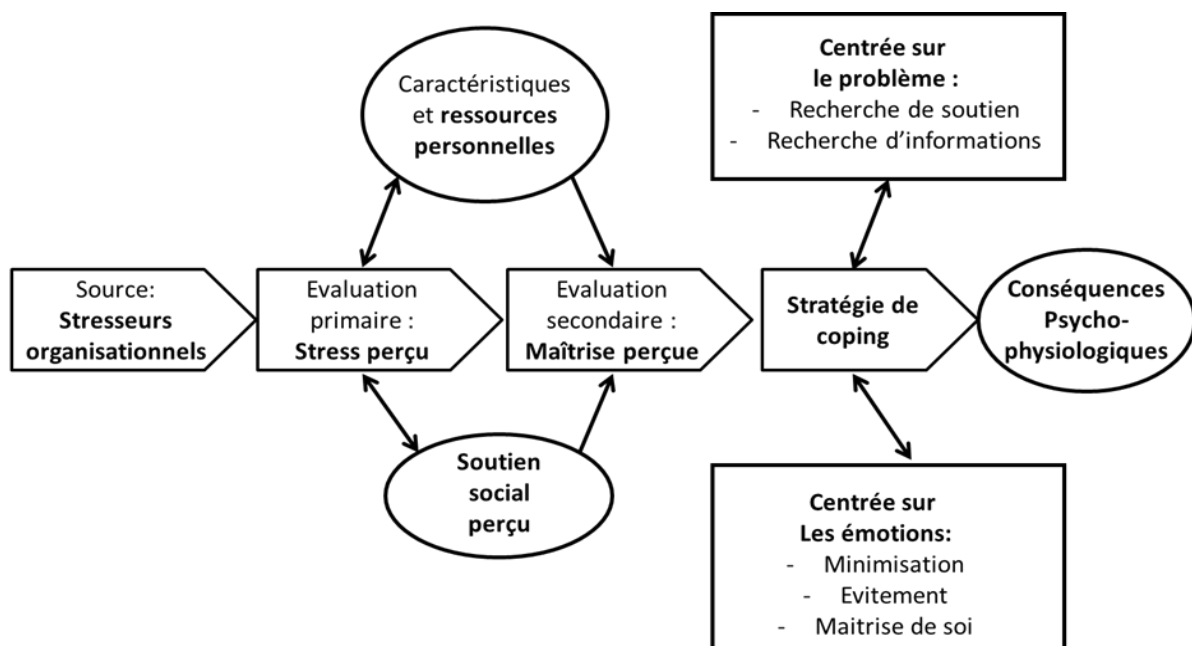 Caractéristiques
et ressources
personnelles
Centrée sur
le problème :
- Recherche de soutien
- Recherche d'informations
Source:
Stresseurs
organisationnels
Evaluation
primaire :
Stress perçu
Evaluation
secondaire :
Maîtrise perçue
Stratégie de
coping
Conséquences
Psycho-
physiologiques
Soutien
social
perçu
Centrée sur
Les émotions:
- Minimisation
- Evitement
- Maitrise de soi